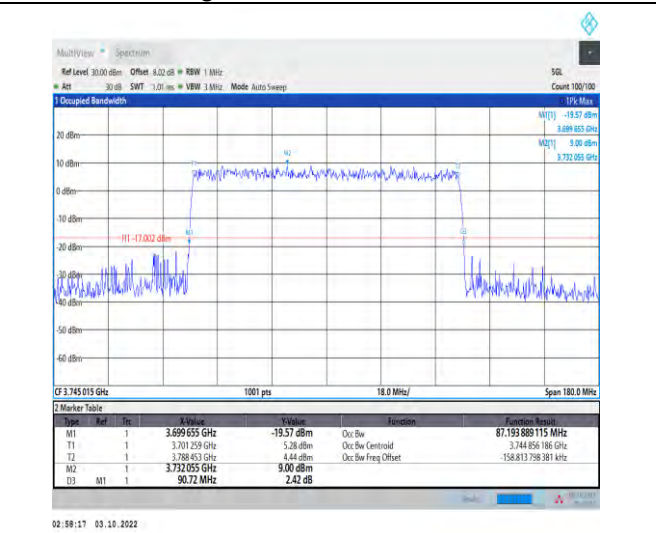 MultiView Spectrum
Ref Level 30.00 dBm Offset 8.02 dB RBW 1 MHz SGL
Att 30 dB SWT 1.01 ms VBW 3 MHz Mode Auto Sweep Count 100/100
1 Occupied Bandwidth 1Pk Max
M1[1] -19.57 dBm
3.699 655 GHz
20 dBm
M2[1] 9.00 dBm
3.732 055 GHz
M2
10 dBm
T1
T2
0 dBm
-10 dBm
H1 -17.002 dBm
D3
-20 dBm
-30 dBm
-40 dBm
-50 dBm
-60 dBm
CF 3.745 015 GHz 1001 pts 18.0 MHz/ Span 180.0 MHz
2 Marker Table
Type Ref Trc X-Value Y-Value Function Function Result
M1 1 3.699 655 GHz -19.57 dBm Occ Bw 87.193 889 115 MHz
T1 1 3.701 259 GHz 5.28 dBm Occ Bw Centroid 3.744 856 186 GHz
T2 1 3.788 453 GHz 4.44 dBm Occ Bw Freq Offset -158.813 798 381 kHz
M2 1 3.732 055 GHz 9.00 dBm
D3 M1 1 90.72 MHz 2.42 dB
02:58:17 03.10.2022